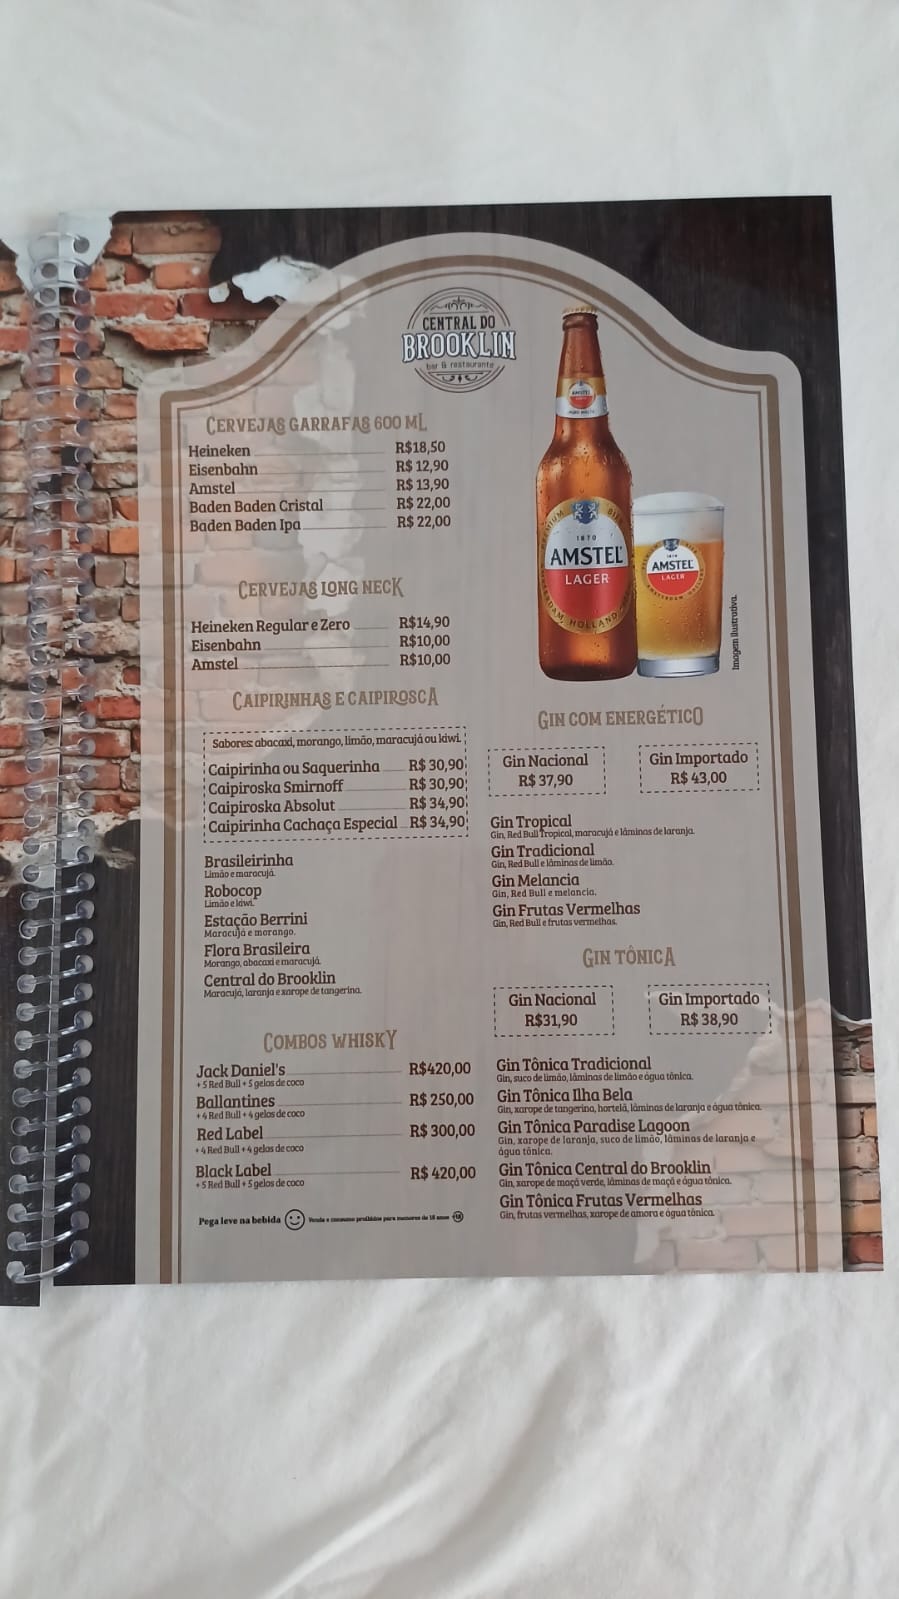 CENTRAL DO
BROOKLIN
bar & restaurante
CERVEJAS GARRAFAS 600 ML
Heineken R$18,50
Eisenbahn R$ 12,90
Amstel R$ 13,90
Baden Baden Cristal R$ 22,00
Baden Baden Ipa R$ 22,00
CERVEJAS LONG NECK
Heineken Regular e Zero R$14,90
Eisenbahn R$10,00
Amstel R$10,00
CAIPIRINHAS E CAIPIROSCA
Sabores: abacaxi, morango, limão, maracujá ou kiwi.
Caipirinha ou Saquerinha R$ 30,90
Caipiroska Smirnoff R$ 30,90
Caipiroska Absolut R$ 34,90
Caipirinha Cachaça Especial R$ 34,90
Brasileirinha
Limão e maracujá.
Robocop
Limão e kiwi.
Estação Berrini
Maracujá e morango.
Flora Brasileira
Morango, abacaxi e maracujá.
Central do Brooklin
Maracujá, laranja e xarope de tangerina.
COMBOS WHISKY
Jack Daniel's R$420,00
+ 5 Red Bull + 5 gelos de coco
Ballantines R$ 250,00
+ 4 Red Bull + 4 gelos de coco
Red Label R$ 300,00
+ 4 Red Bull + 4 gelos de coco
Black Label R$ 420,00
+ 5 Red Bull + 5 gelos de coco
Pega leve na bebida Venda e consumo proibidos para menores de 18 anos
AMSTEL
PREMIUM BIER
1870
AMSTEL
LAGER
AMSTERDAM, HOLLAND
AMSTEL
LAGER
Imagem ilustrativa.
GIN COM ENERGÉTICO
Gin Nacional
R$ 37,90
Gin Importado
R$ 43,00
Gin Tropical
Gin, Red Bull Tropical, maracujá e lâminas de laranja.
Gin Tradicional
Gin, Red Bull e lâminas de limão.
Gin Melancia
Gin, Red Bull e melancia.
Gin Frutas Vermelhas
Gin, Red Bull e frutas vermelhas.
GIN TÔNICA
Gin Nacional
R$31,90
Gin Importado
R$ 38,90
Gin Tônica Tradicional
Gin, suco de limão, lâminas de limão e água tônica.
Gin Tônica Ilha Bela
Gin, xarope de tangerina, hortelã, lâminas de laranja e água tônica.
Gin Tônica Paradise Lagoon
Gin, xarope de laranja, suco de limão, lâminas de laranja e
água tônica.
Gin Tônica Central do Brooklin
Gin, xarope de maçã verde, lâminas de maçã e água tônica.
Gin Tônica Frutas Vermelhas
Gin, frutas vermelhas, xarope de amora e água tônica.